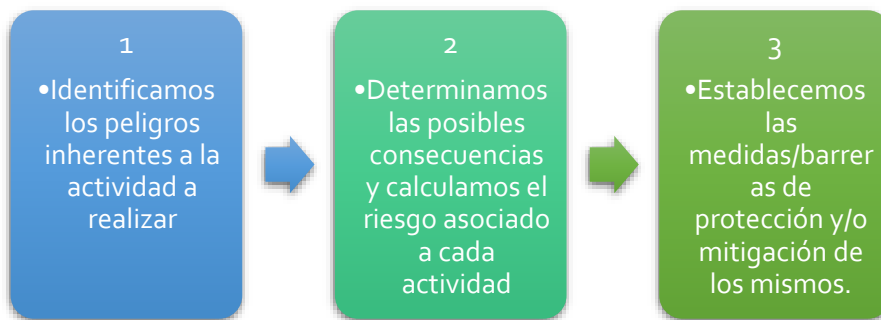 1
•Identificamos
los peligros
inherentes a la
actividad a
realizar
2
•Determinamos
las posibles
consecuencias
y calculamos el
riesgo asociado
a cada
actividad
3
•Establecemos
las
medidas/barrer
as de
protección y/o
mitigación de
los mismos.